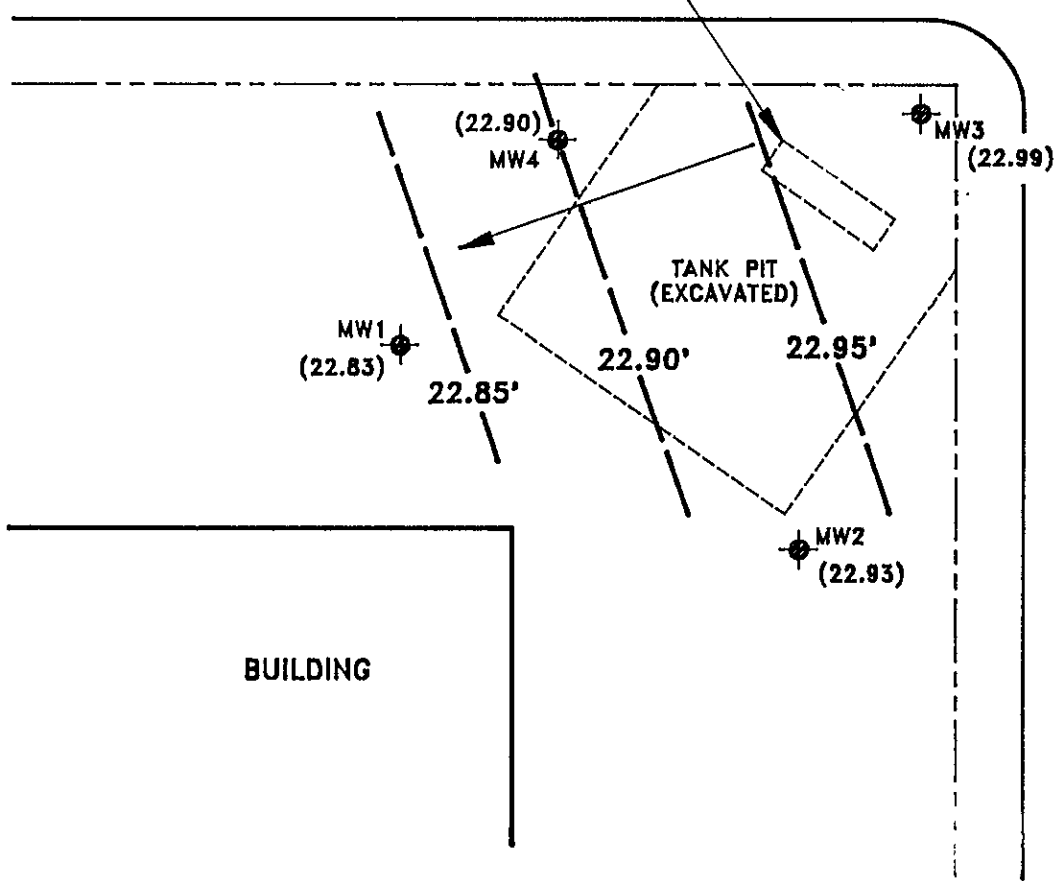 (22.90)
MW4
MW3
(22.99)
TANK PIT
(EXCAVATED)
MW1
(22.83)
22.85'
22.90'
22.95'
MW2
(22.93)
BUILDING